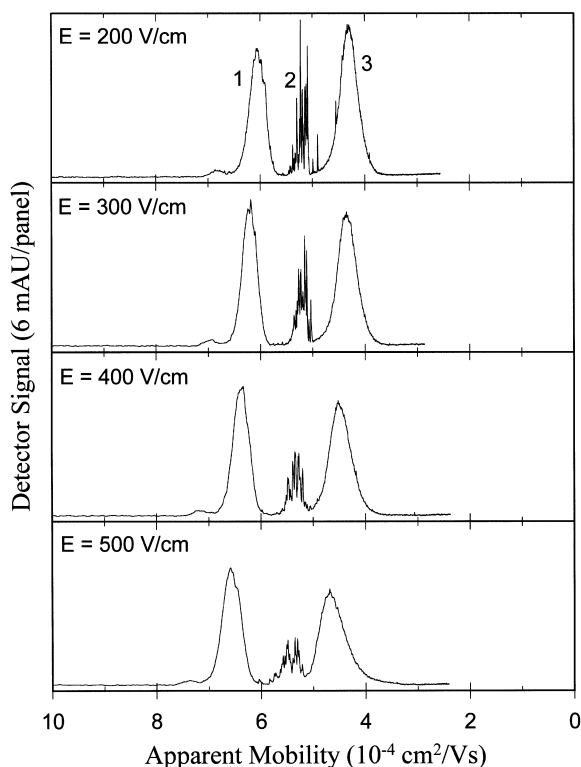 E = 200 V/cm
1
2
3
E = 300 V/cm
E = 400 V/cm
E = 500 V/cm
Detector Signal (6 mAU/panel)
10 8 6 4 2 0
Apparent Mobility (10⁻⁴ cm²/Vs)